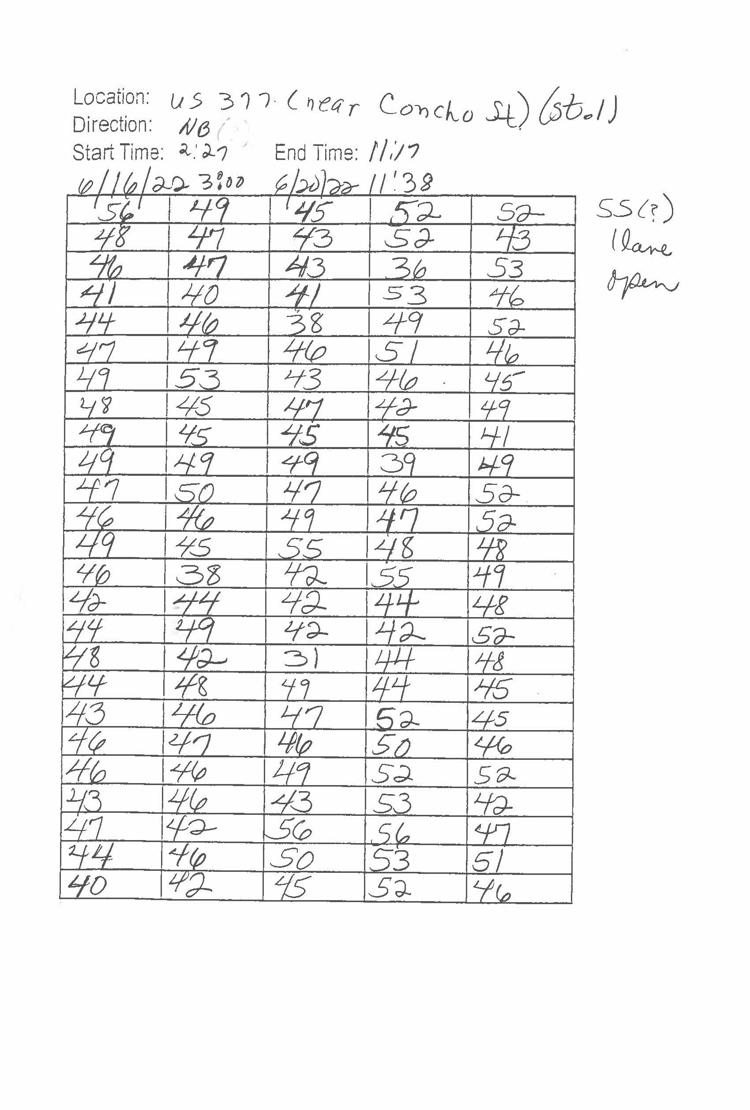 Location: US 377 (near Concho St) (st.1)
Direction: NB
Start Time: 2:27 End Time: 11:17
6/16/22 3:00 6/20/22 11:38
56 49 45 52 52 SS(?)
48 47 43 52 43 1 lane
46 47 43 36 53 open
41 40 41 53 46
44 46 38 49 52
47 49 46 51 46
49 53 43 46 45
48 45 47 42 49
49 45 45 45 41
49 49 49 39 49
47 50 47 46 52
46 46 49 47 52
49 45 55 48 48
46 38 42 55 49
42 44 42 44 48
44 49 42 42 52
48 42 31 44 48
44 48 49 44 45
43 46 47 52 45
46 47 46 50 46
46 46 49 52 52
43 46 43 53 42
47 42 56 56 47
44 46 50 53 51
40 42 45 52 46